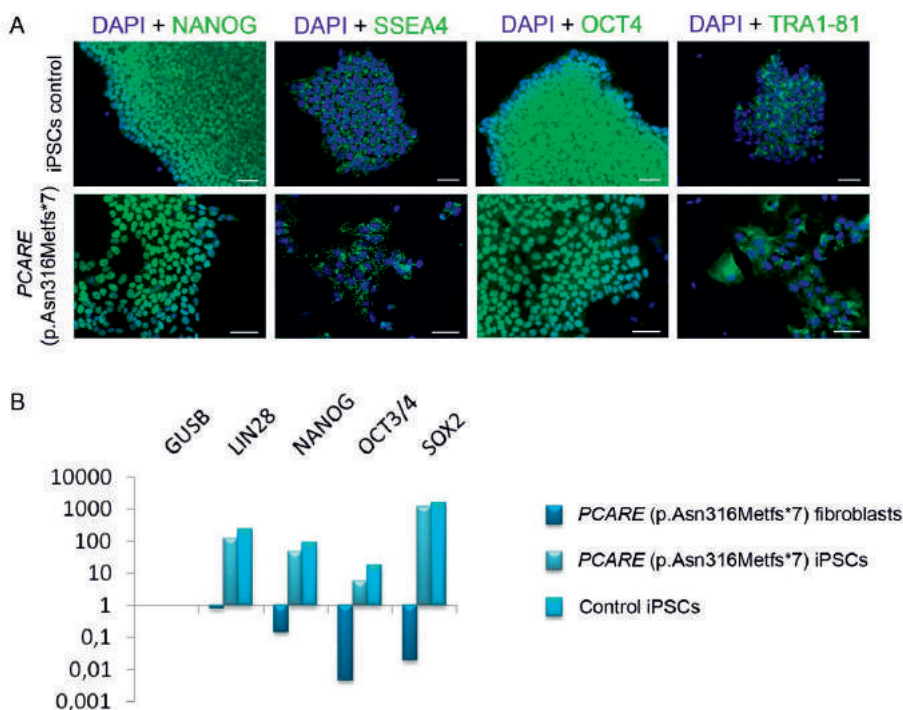 A
DAPI + NANOG
DAPI + SSEA4
DAPI + OCT4
DAPI + TRA1-81
iPSCs control
PCARE
(p.Asn316Metfs*7)
B
GUSB
LIN28
NANOG
OCT3/4
SOX2
10000
1000
100
10
1
0,1
0,01
0,001
PCARE (p.Asn316Metfs*7) fibroblasts
PCARE (p.Asn316Metfs*7) iPSCs
Control iPSCs